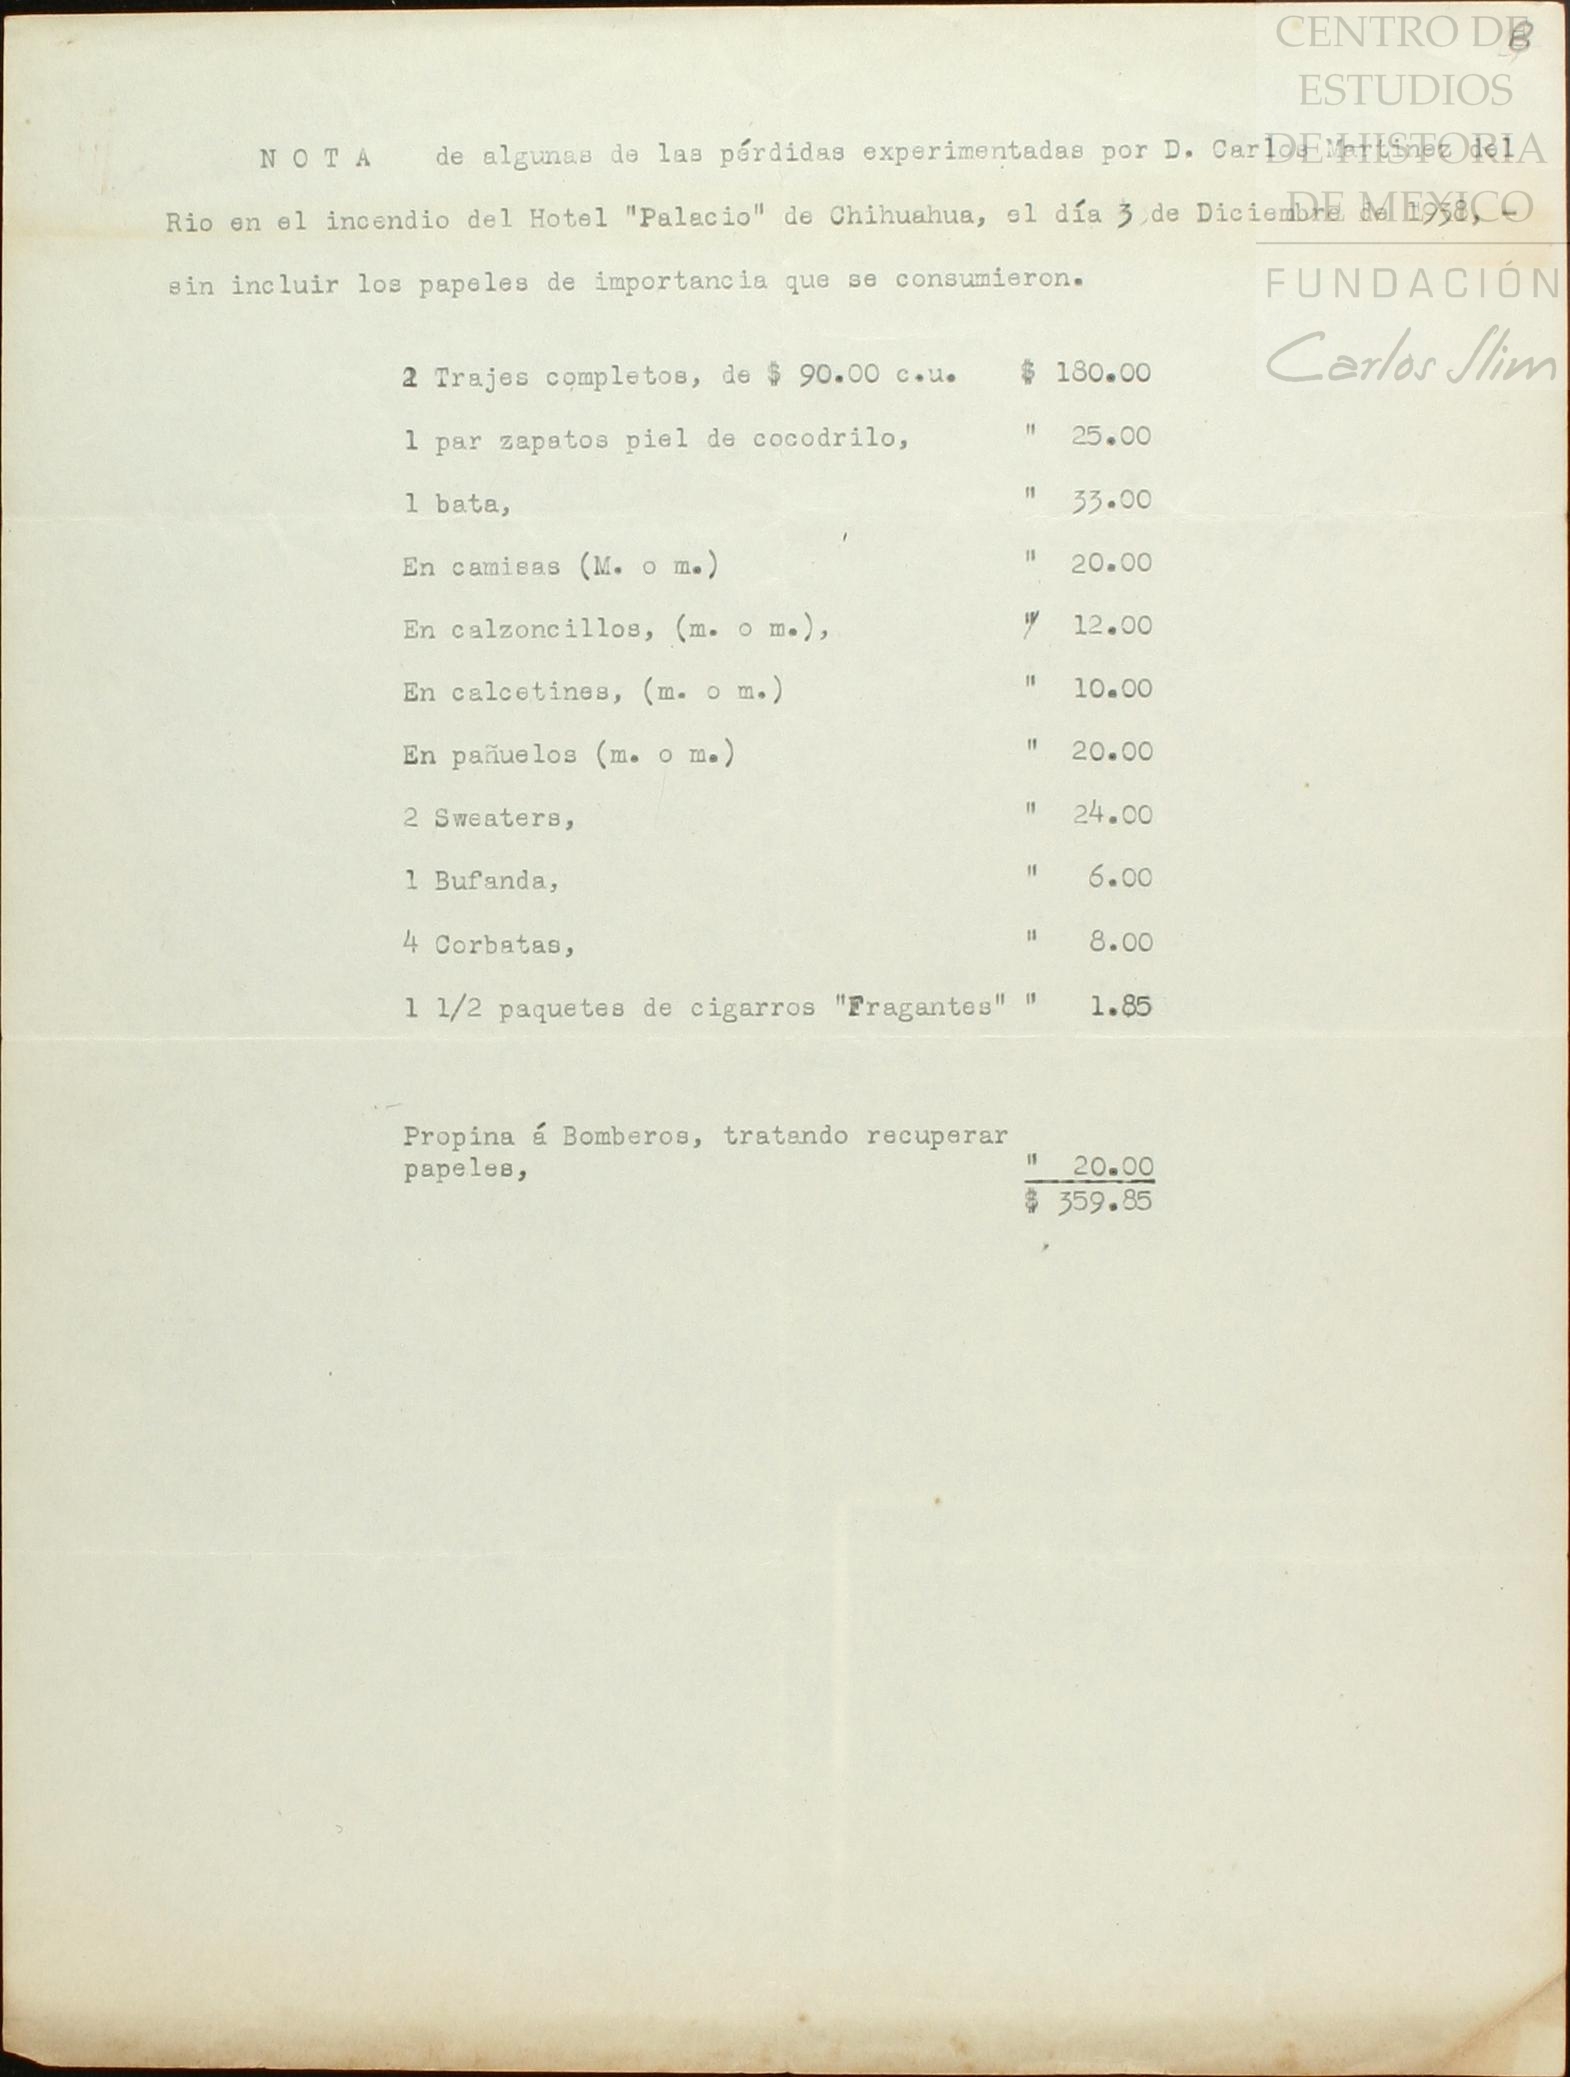 CENTRO DE
ESTUDIOS
DE HISTORIA
DE MEXICO
FUNDACIÓN
Carlos Slim
8
N O T A de algunas de las pérdidas experimentadas por D. Carlos Martinez del
Rio en el incendio del Hotel "Palacio" de Chihuahua, el día 3 de Diciembre de 1938, -
sin incluir los papeles de importancia que se consumieron.
2 Trajes completos, de $ 90.00 c.u. $ 180.00
1 par zapatos piel de cocodrilo, " 25.00
1 bata, " 33.00
En camisas (M. o m.) " 20.00
En calzoncillos, (m. o m.), " 12.00
En calcetines, (m. o m.) " 10.00
En pañuelos (m. o m.) " 20.00
2 Sweaters, " 24.00
1 Bufanda, " 6.00
4 Corbatas, " 8.00
1 1/2 paquetes de cigarros "Fragantes" " 1.85
Propina á Bomberos, tratando recuperar
papeles, " 20.00
$ 359.85